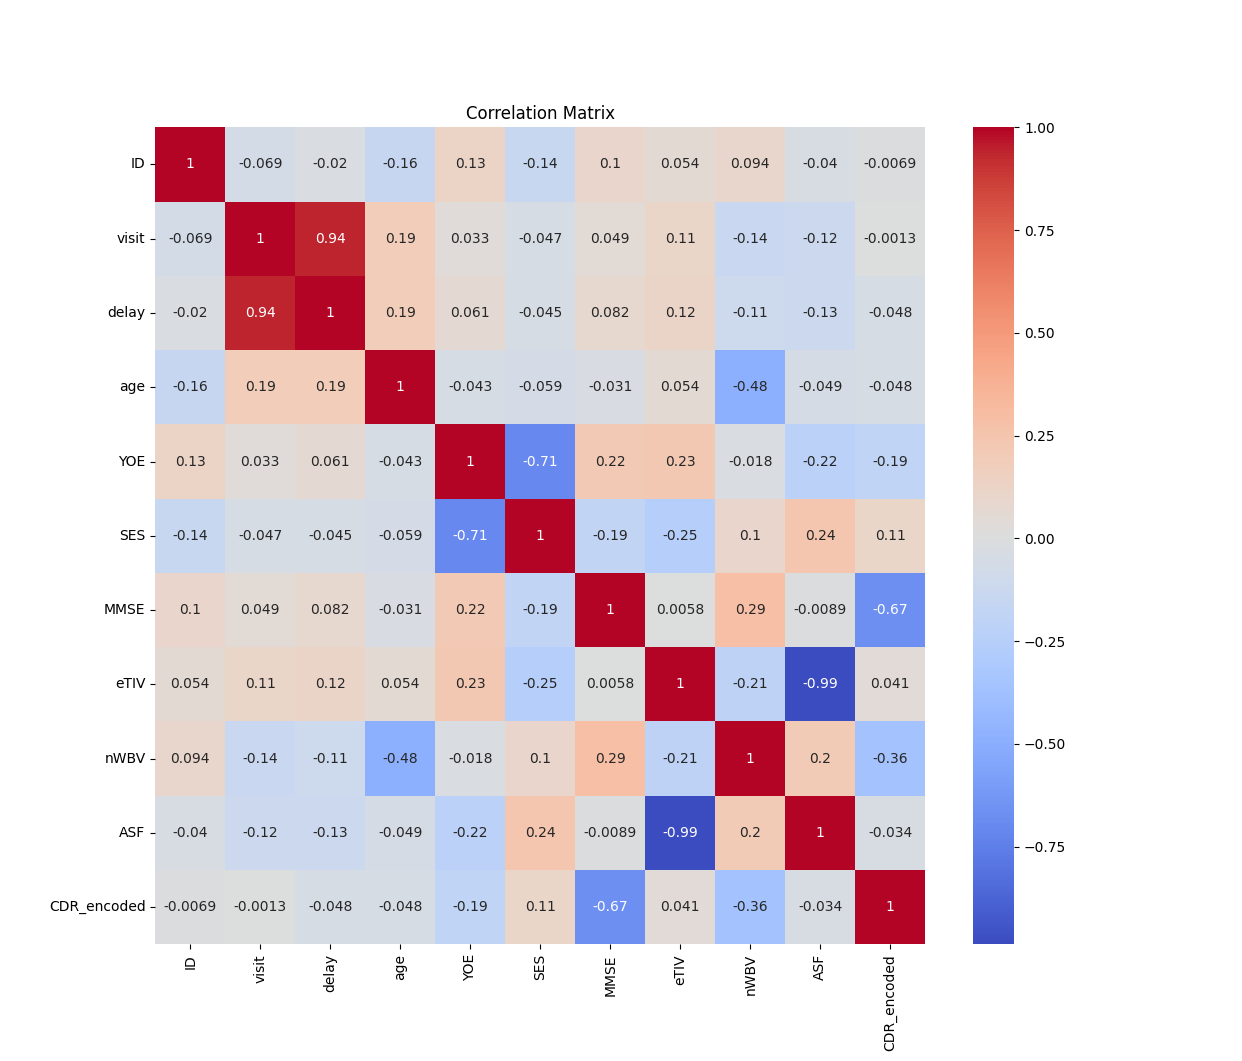 Correlation Matrix
ID 1 -0.069 -0.02 -0.16 0.13 -0.14 0.1 0.054 0.094 -0.04 -0.0069
visit -0.069 1 0.94 0.19 0.033 -0.047 0.049 0.11 -0.14 -0.12 -0.0013
delay -0.02 0.94 1 0.19 0.061 -0.045 0.082 0.12 -0.11 -0.13 -0.048
age -0.16 0.19 0.19 1 -0.043 -0.059 -0.031 0.054 -0.48 -0.049 -0.048
YOE 0.13 0.033 0.061 -0.043 1 -0.71 0.22 0.23 -0.018 -0.22 -0.19
SES -0.14 -0.047 -0.045 -0.059 -0.71 1 -0.19 -0.25 0.1 0.24 0.11
MMSE 0.1 0.049 0.082 -0.031 0.22 -0.19 1 0.0058 0.29 -0.0089 -0.67
eTIV 0.054 0.11 0.12 0.054 0.23 -0.25 0.0058 1 -0.21 -0.99 0.041
nWBV 0.094 -0.14 -0.11 -0.48 -0.018 0.1 0.29 -0.21 1 0.2 -0.36
ASF -0.04 -0.12 -0.13 -0.049 -0.22 0.24 -0.0089 -0.99 0.2 1 -0.034
CDR_encoded -0.0069 -0.0013 -0.048 -0.048 -0.19 0.11 -0.67 0.041 -0.36 -0.034 1
ID visit delay age YOE SES MMSE eTIV nWBV ASF CDR_encoded
1.00
0.75
0.50
0.25
0.00
−0.25
−0.50
−0.75